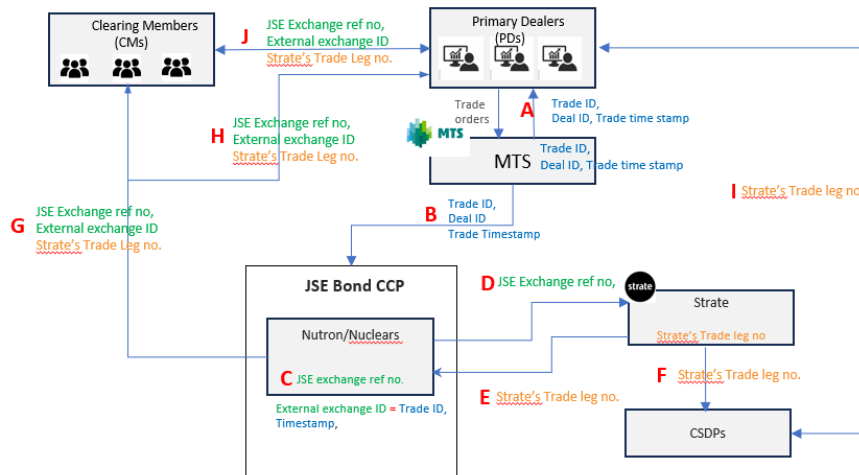 Clearing Members
(CMs)
J
JSE Exchange ref no,
External exchange ID
Strate's Trade Leg no.
Primary Dealers
(PDs)
Trade
orders
A
Trade ID,
Deal ID, Trade time stamp
MTS
MTS
Trade ID,
Deal ID, Trade time stamp
H
JSE Exchange ref no,
External exchange ID
Strate's Trade Leg no.
I Strate's Trade leg no
G
JSE Exchange ref no,
External exchange ID
Strate's Trade Leg no.
B
Trade ID,
Deal ID
Trade Timestamp
JSE Bond CCP
Nutron/Nuclears
C JSE exchange ref no.
External exchange ID = Trade ID,
Timestamp,
D JSE Exchange ref no,
strate
Strate
Strate's Trade leg no
E Strate's Trade leg no.
F Strate's Trade leg no.
CSDPs